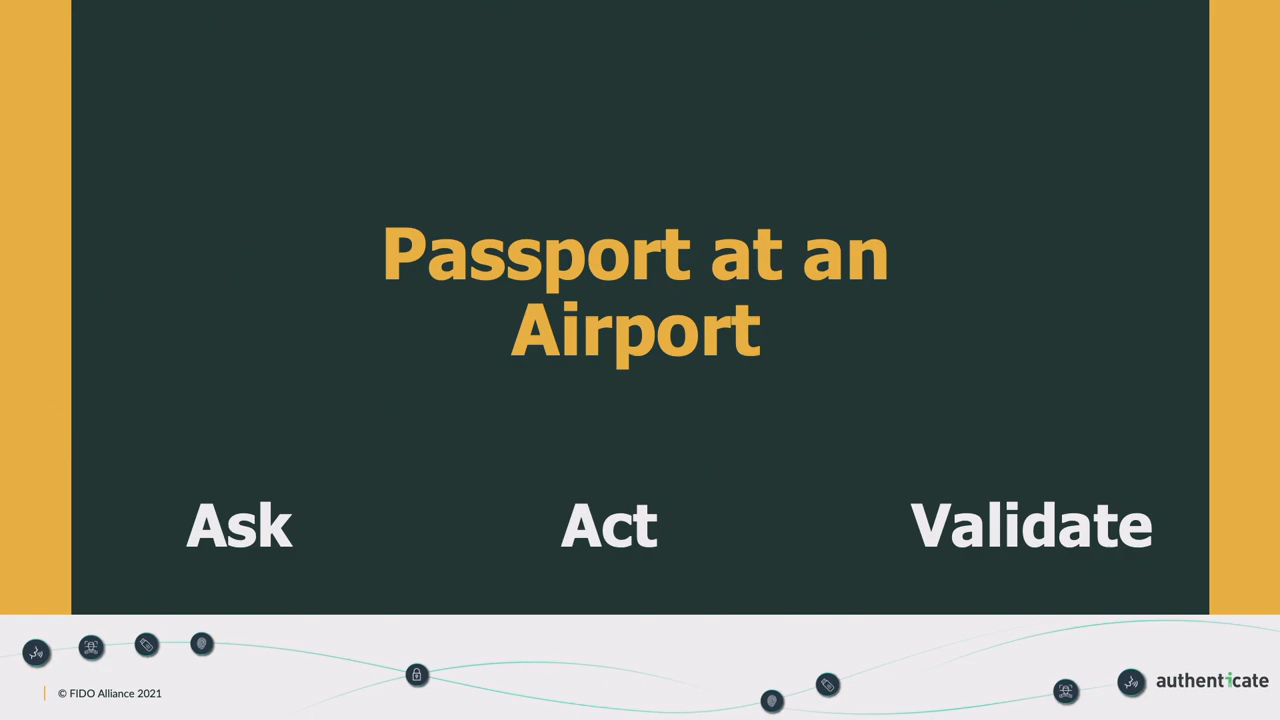 Passport at an
Airport
Ask
Act
Validate
© FIDO Alliance 2021
authenticate